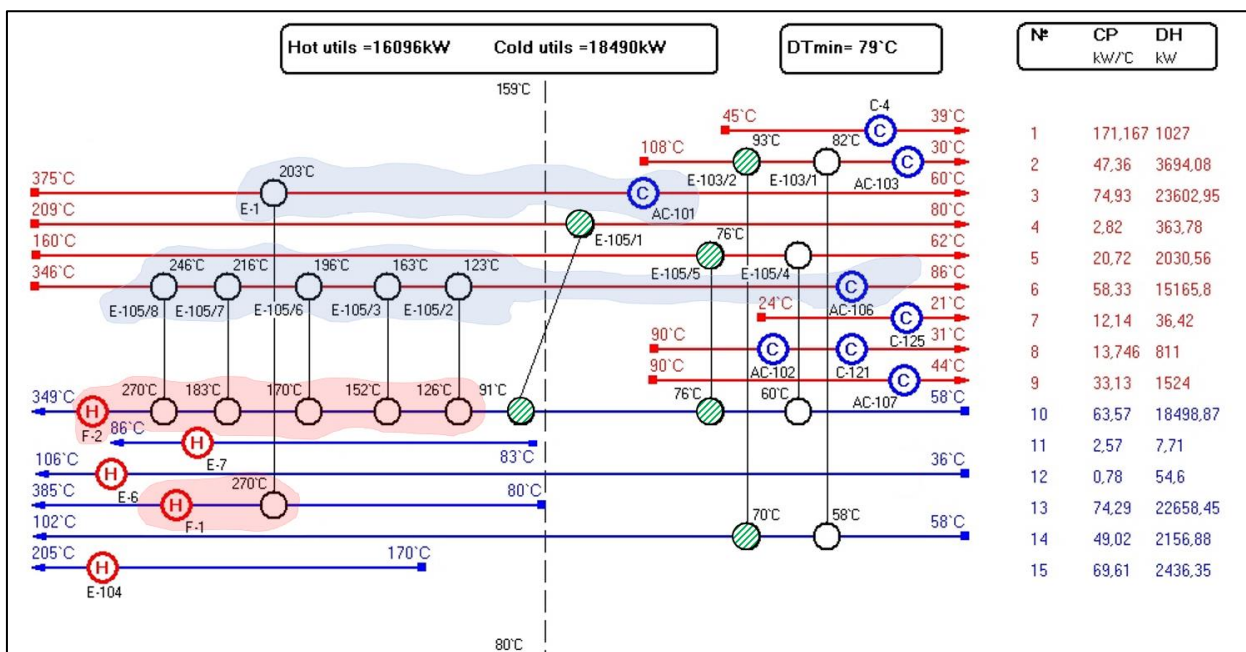 Hot utils =16096kW Cold utils =18490kW
DTmin= 79`C
№ CP DH
kW/`C kW
159`C
C-4
45`C 39`C
C
1 171,167 1027
108`C 93`C 82`C 30`C
C
2 47,36 3694,08
E-103/2 E-103/1 AC-103
375`C 203`C 60`C
C
3 74,93 23602,95
E-1 AC-101
209`C 80`C
4 2,82 363,78
E-105/1
160`C 76`C 62`C
5 20,72 2030,56
E-105/5 E-105/4
346`C 246`C 216`C 196`C 163`C 123`C 86`C
C
6 58,33 15165,8
E-105/8 E-105/7 E-105/6 E-105/3 E-105/2 AC-106
24`C 21`C
C
7 12,14 36,42
C-125
90`C 31`C
C C
8 13,746 811
AC-102 C-121
90`C 44`C
C
9 33,13 1524
AC-107
349`C 270`C 183`C 170`C 152`C 126`C 91`C 76`C 60`C 58`C
H
10 63,57 18498,87
F-2
86`C 83`C
H
11 2,57 7,71
E-7
106`C 36`C
H
12 0,78 54,6
E-6
385`C 270`C 80`C
H
13 74,29 22658,45
F-1
102`C 70`C 58`C 58`C
14 49,02 2156,88
205`C 170`C
H
15 69,61 2436,35
E-104
80`C